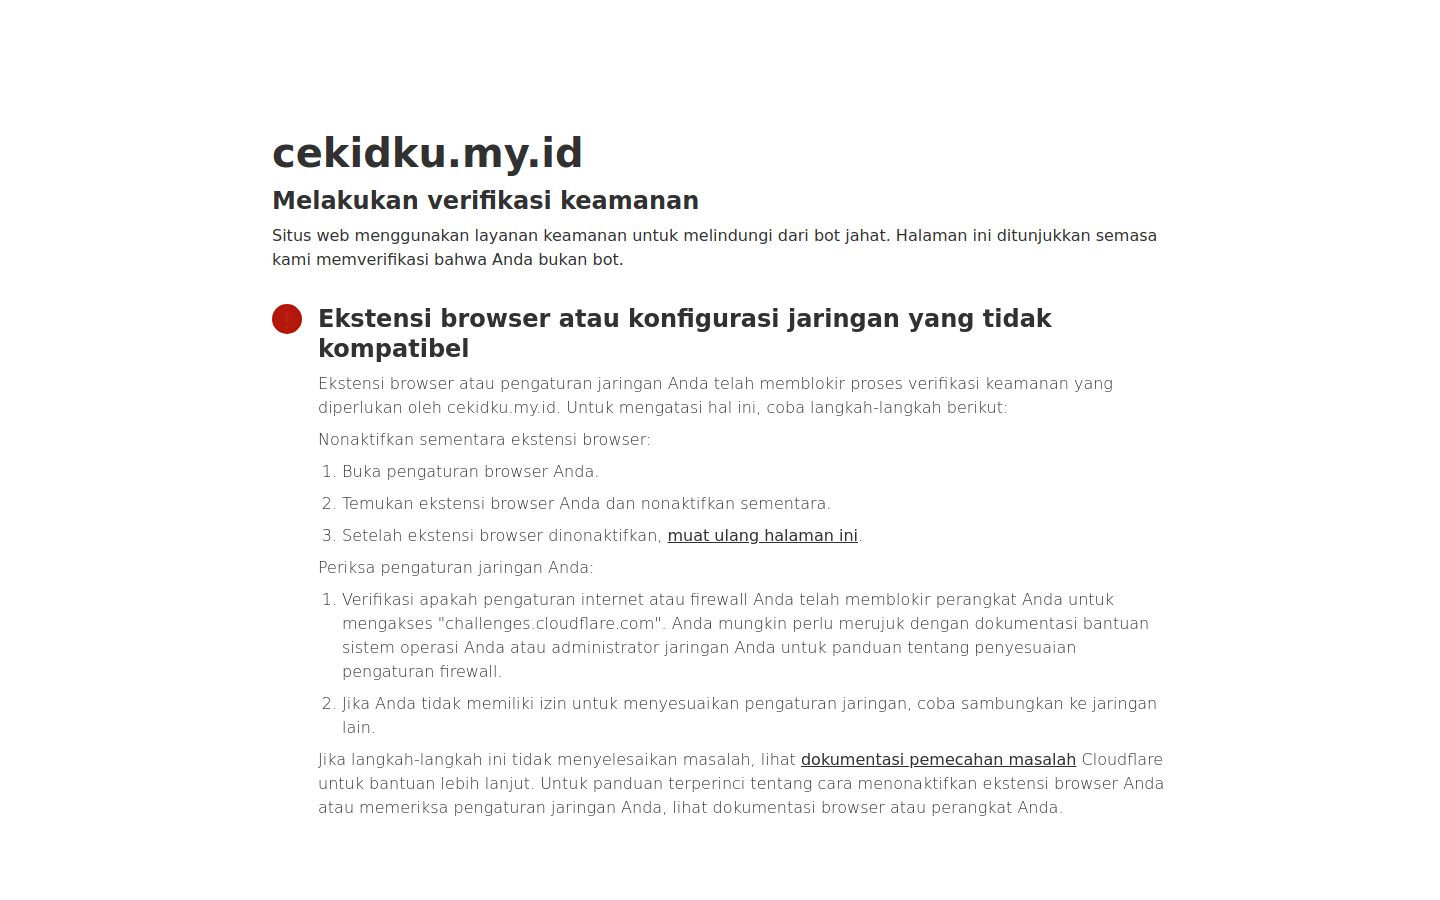 cekidku.my.id
Melakukan verifikasi keamanan
Situs web menggunakan layanan keamanan untuk melindungi dari bot jahat. Halaman ini ditunjukkan semasa
kami memverifikasi bahwa Anda bukan bot.
Ekstensi browser atau konfigurasi jaringan yang tidak
kompatibel
Ekstensi browser atau pengaturan jaringan Anda telah memblokir proses verifikasi keamanan yang
diperlukan oleh cekidku.my.id. Untuk mengatasi hal ini, coba langkah-langkah berikut:
Nonaktifkan sementara ekstensi browser:
1. Buka pengaturan browser Anda.
2. Temukan ekstensi browser Anda dan nonaktifkan sementara.
3. Setelah ekstensi browser dinonaktifkan, muat ulang halaman ini.
Periksa pengaturan jaringan Anda:
1. Verifikasi apakah pengaturan internet atau firewall Anda telah memblokir perangkat Anda untuk
mengakses "challenges.cloudflare.com". Anda mungkin perlu merujuk dengan dokumentasi bantuan
sistem operasi Anda atau administrator jaringan Anda untuk panduan tentang penyesuaian
pengaturan firewall.
2. Jika Anda tidak memiliki izin untuk menyesuaikan pengaturan jaringan, coba sambungkan ke jaringan
lain.
Jika langkah-langkah ini tidak menyelesaikan masalah, lihat dokumentasi pemecahan masalah Cloudflare
untuk bantuan lebih lanjut. Untuk panduan terperinci tentang cara menonaktifkan ekstensi browser Anda
atau memeriksa pengaturan jaringan Anda, lihat dokumentasi browser atau perangkat Anda.